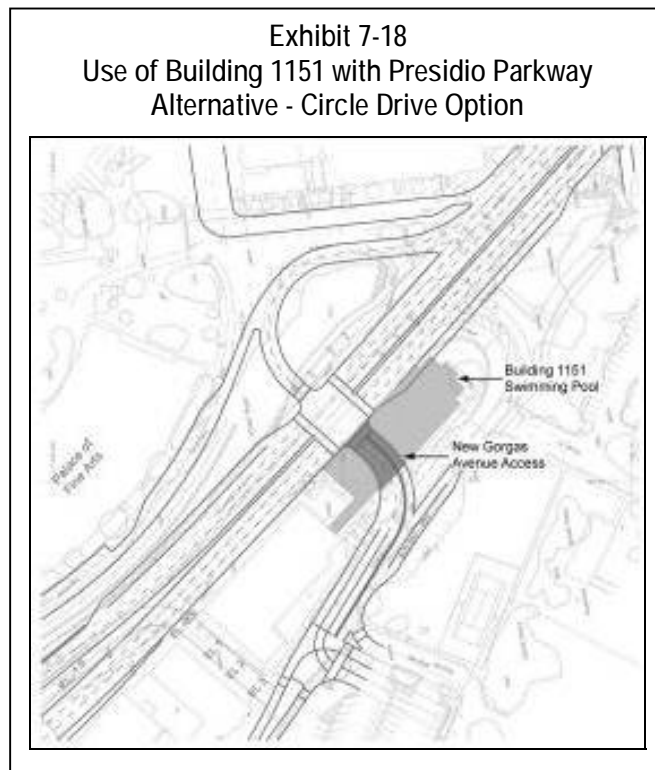 Exhibit 7-18
Use of Building 1151 with Presidio Parkway
Alternative - Circle Drive Option
Building 1151
Swimming Pool
New Gorgas
Avenue Access
Palace of
Fine Arts